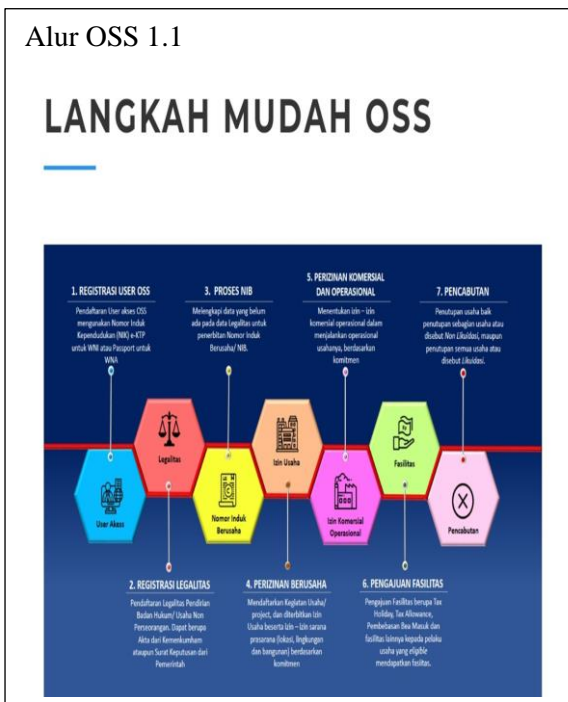 Alur OSS 1.1
LANGKAH MUDAH OSS
1. REGISTRASI USER OSS
Pendaftaran User akses OSS
mengunakan Nomor Induk
Kependudukan (NIK) e-KTP
untuk WNI atau Passport untuk
WNA
3. PROSES NIB
Melengkapi data yang belum
ada pada data Legalitas untuk
penerbitan Nomor Induk
Berusaha/ NIB.
5. PERIZINAN KOMERSIAL
DAN OPERASIONAL
Menentukan izin – izin
komersial operasional dalam
menjalankan operasional
usahanya, berdasarkan
komitmen
7. PENCABUTAN
Penutupan usaha baik
penutupan sebagian usaha atau
disebut Non Likuidasi, maupun
penutupan semua usaha atau
disebut Likuidasi.
User Akses
Legalitas
Nomor Induk
Berusaha
Izin Usaha
Izin Komersial
Operasional
Fasilitas
Pencabutan
2. REGISTRASI LEGALITAS
Pendaftaran Legalitas Pendirian
Badan Hukum/ Usaha Non
Perseorangan. Dapat berupa
Akta dari Kemenkumham
ataupun Surat Keputusan dari
Pemerintah
4. PERIZINAN BERUSAHA
Mendaftarkan Kegiatan Usaha/
project, dan diterbitkan Izin
Usaha beserta izin – izin sarana
prasarana (lokasi, lingkungan
dan bangunan) berdasarkan
komitmen
6. PENGAJUAN FASILITAS
Pengajuan Fasilitas berupa Tax
Holiday, Tax Allowance,
Pembebasan Bea Masuk dan
fasilitas lainnya kepada pelaku
usaha yang eligible
mendapatkan fasiltas.